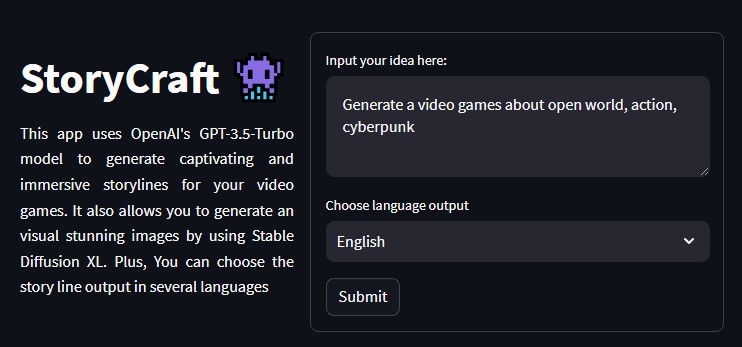 StoryCraft
This app uses OpenAI's GPT-3.5-Turbo
model to generate captivating and
immersive storylines for your video
games. It also allows you to generate an
visual stunning images by using Stable
Diffusion XL. Plus, You can choose the
story line output in several languages
Input your idea here:
Generate a video games about open world, action,
cyberpunk
Choose language output
English
Submit